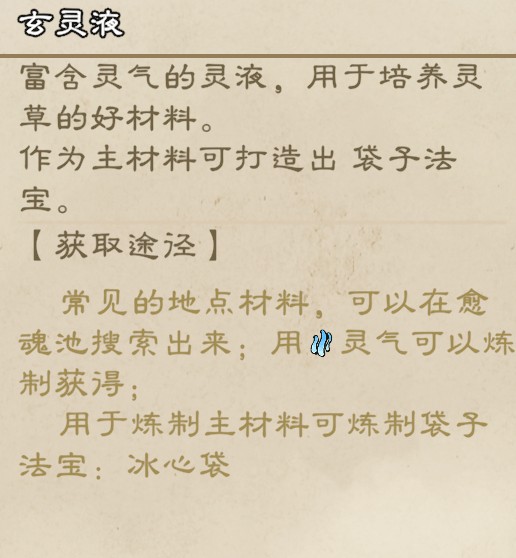 玄灵液
富含灵气的灵液，用于培养灵
草的好材料。
作为主材料可打造出 袋子法
宝。
【获取途径】
常见的地点材料，可以在愈
魂池搜索出来；用灵气可以炼
制获得；
用于炼制主材料可炼制袋子
法宝：冰心袋